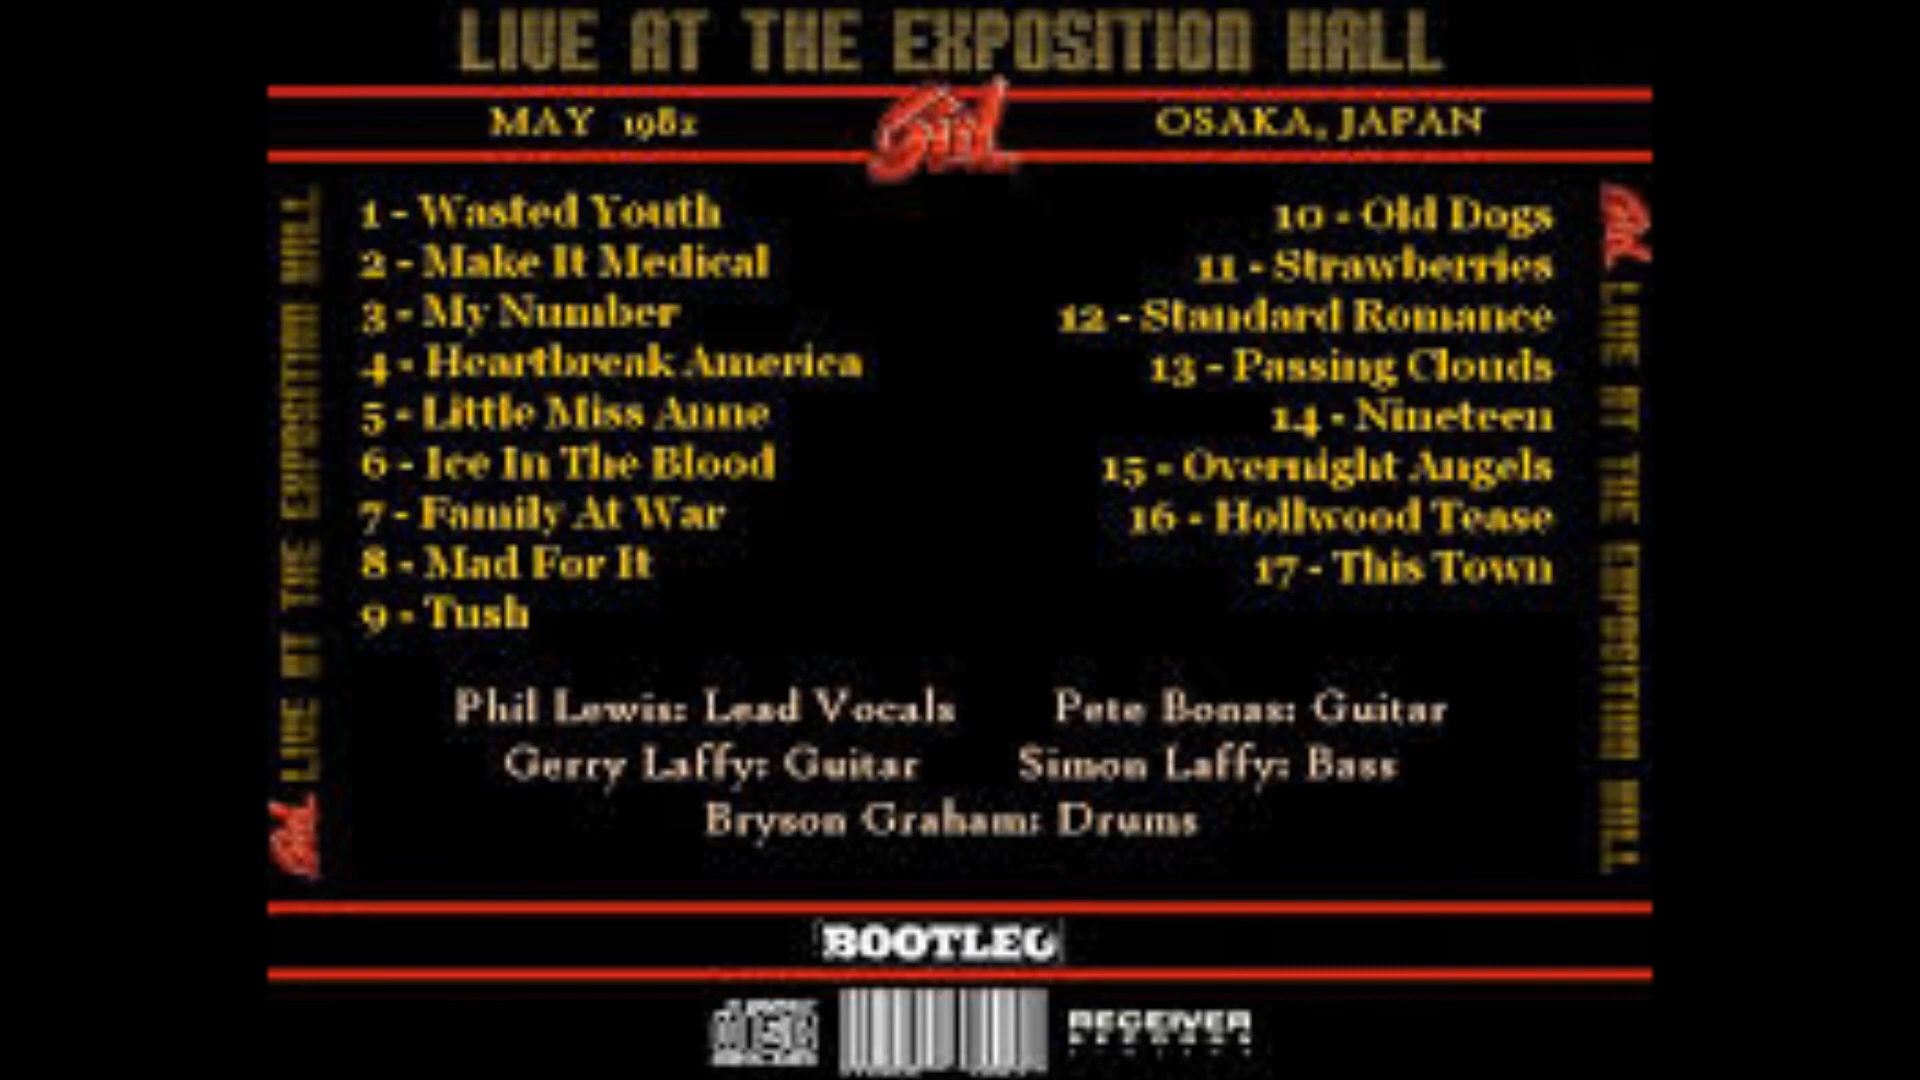 LIVE AT THE EXPOSITION HALL
MAY 1982
Girl
OSAKA, JAPAN
1 - Wasted Youth
2 - Make It Medical
3 - My Number
4 - Heartbreak America
5 - Little Miss Anne
6 - Ice In The Blood
7 - Family At War
8 - Mad For It
9 - Tush
10 - Old Dogs
11 - Strawberries
12 - Standard Romance
13 - Passing Clouds
14 - Nineteen
15 - Overnight Angels
16 - Hollwood Tease
17 - This Town
Girl LIVE AT THE EXPOSITION HALL
Girl LIVE AT THE EXPOSITION HALL
Phil Lewis: Lead Vocals
Pete Bonas: Guitar
Gerry Laffy: Guitar
Simon Laffy: Bass
Bryson Graham: Drums
BOOTLEG
RECEIVER